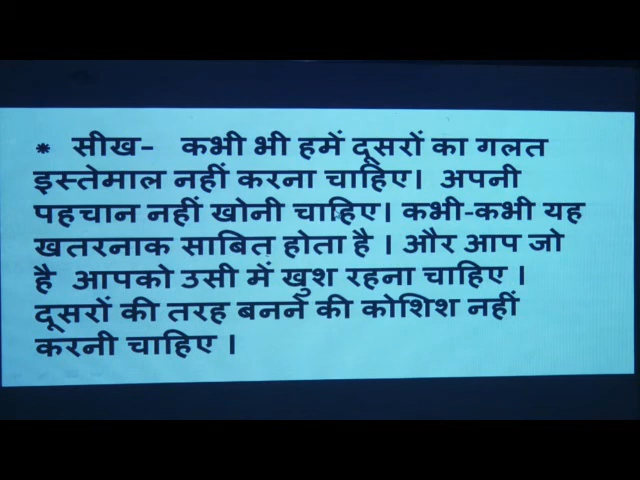 * सीख- कभी भी हमें दूसरों का गलत
इस्तेमाल नहीं करना चाहिए। अपनी
पहचान नहीं खोनी चाहिए। कभी-कभी यह
खतरनाक साबित होता है । और आप जो
है आपको उसी में खुश रहना चाहिए ।
दूसरों की तरह बनने की कोशिश नहीं
करनी चाहिए ।